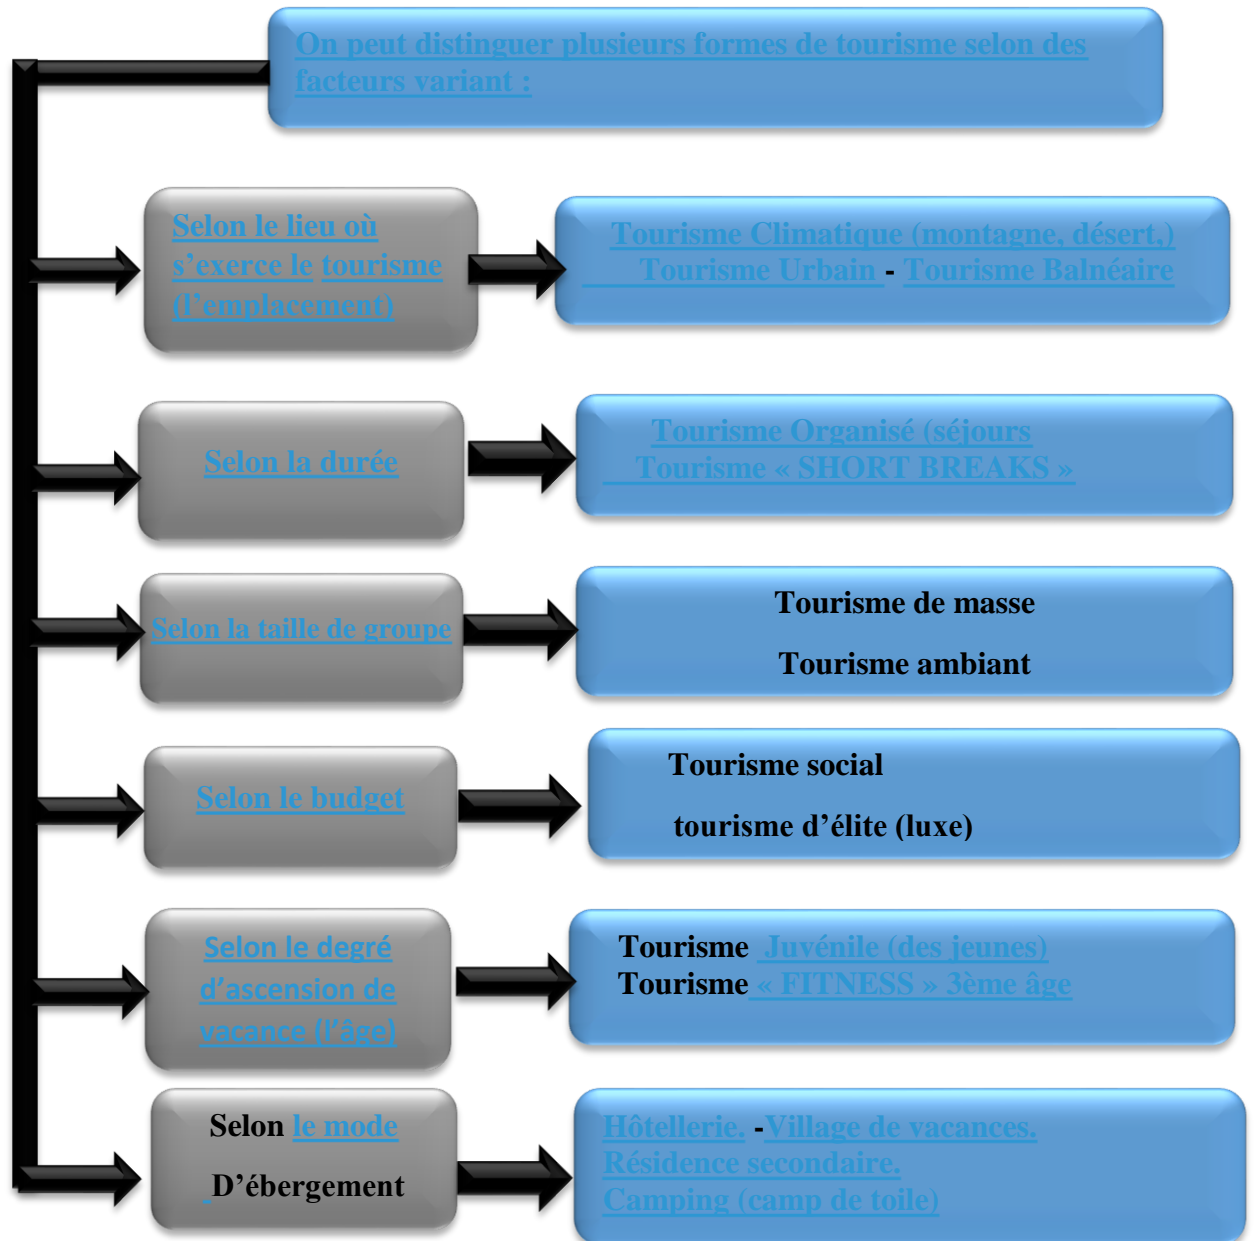 On peut distinguer plusieurs formes de tourisme selon des
facteurs variant :
Selon le lieu où
s’exerce le tourisme
(l’emplacement)
Tourisme Climatique (montagne, désert,)
Tourisme Urbain - Tourisme Balnéaire
Selon la durée
Tourisme Organisé (séjours
Tourisme « SHORT BREAKS »
Selon la taille de groupe
Tourisme de masse
Tourisme ambiant
Selon le budget
Tourisme social
tourisme d’élite (luxe)
Selon le degré
d’ascension de
vacance (l’âge)
Tourisme Juvénile (des jeunes)
Tourisme « FITNESS » 3ème âge
Selon le mode
D’ébergement
Hôtellerie. -Village de vacances.
Résidence secondaire.
Camping (camp de toile)